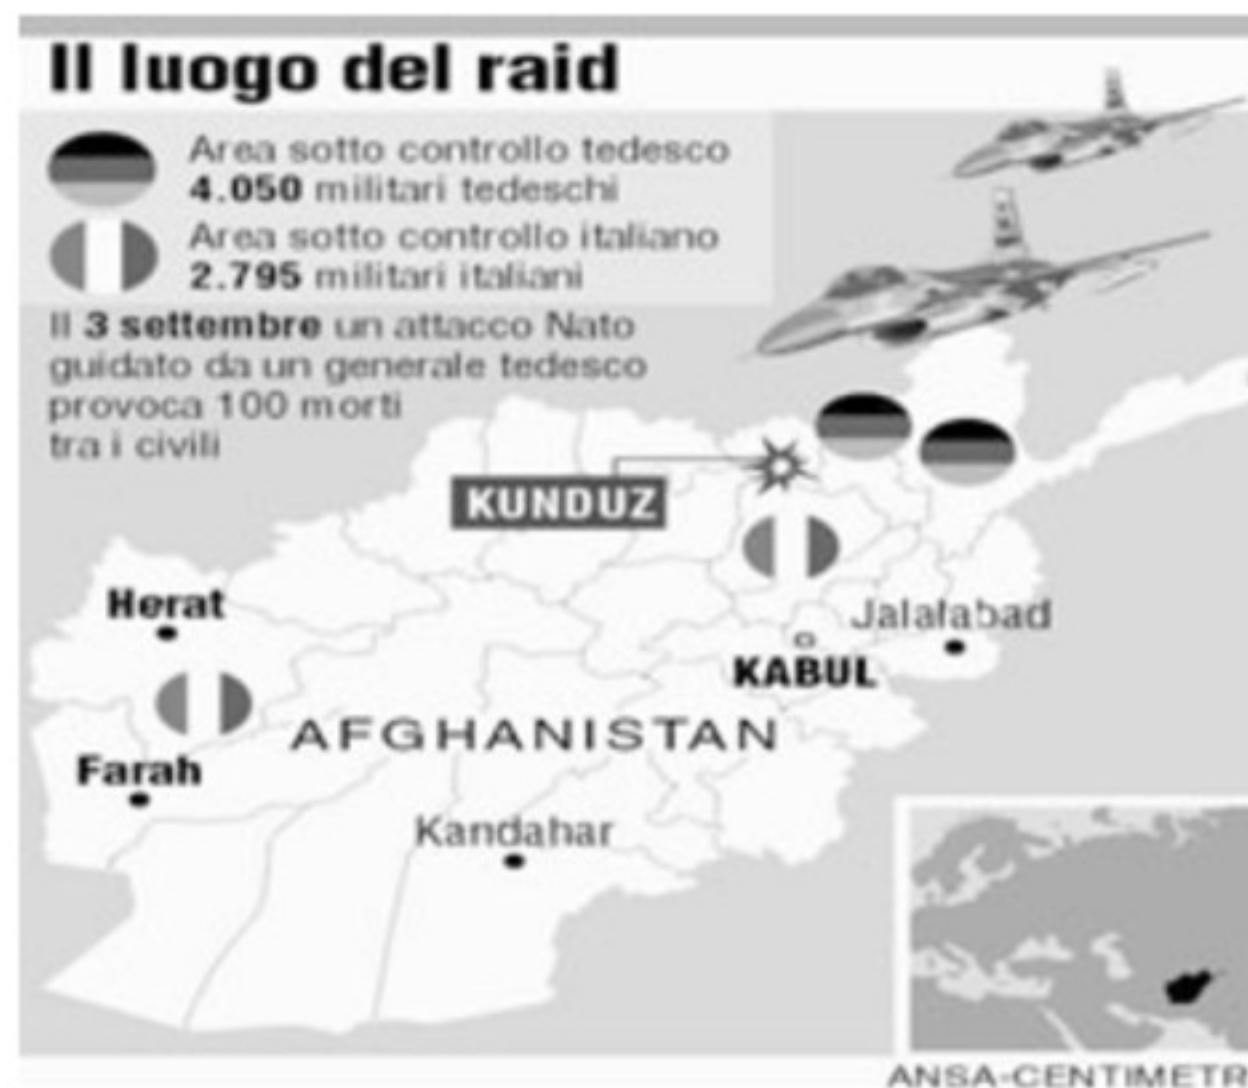 Il luogo del raid
Area sotto controllo tedesco
4.050 militari tedeschi
Area sotto controllo italiano
2.795 militari italiani
Il 3 settembre un attacco Nato
guidato da un generale tedesco
provoca 100 morti
tra i civili
KUNDUZ
Herat
Jalalabad
KABUL
AFGHANISTAN
Farah
Kandahar
ANSA-CENTIMETR